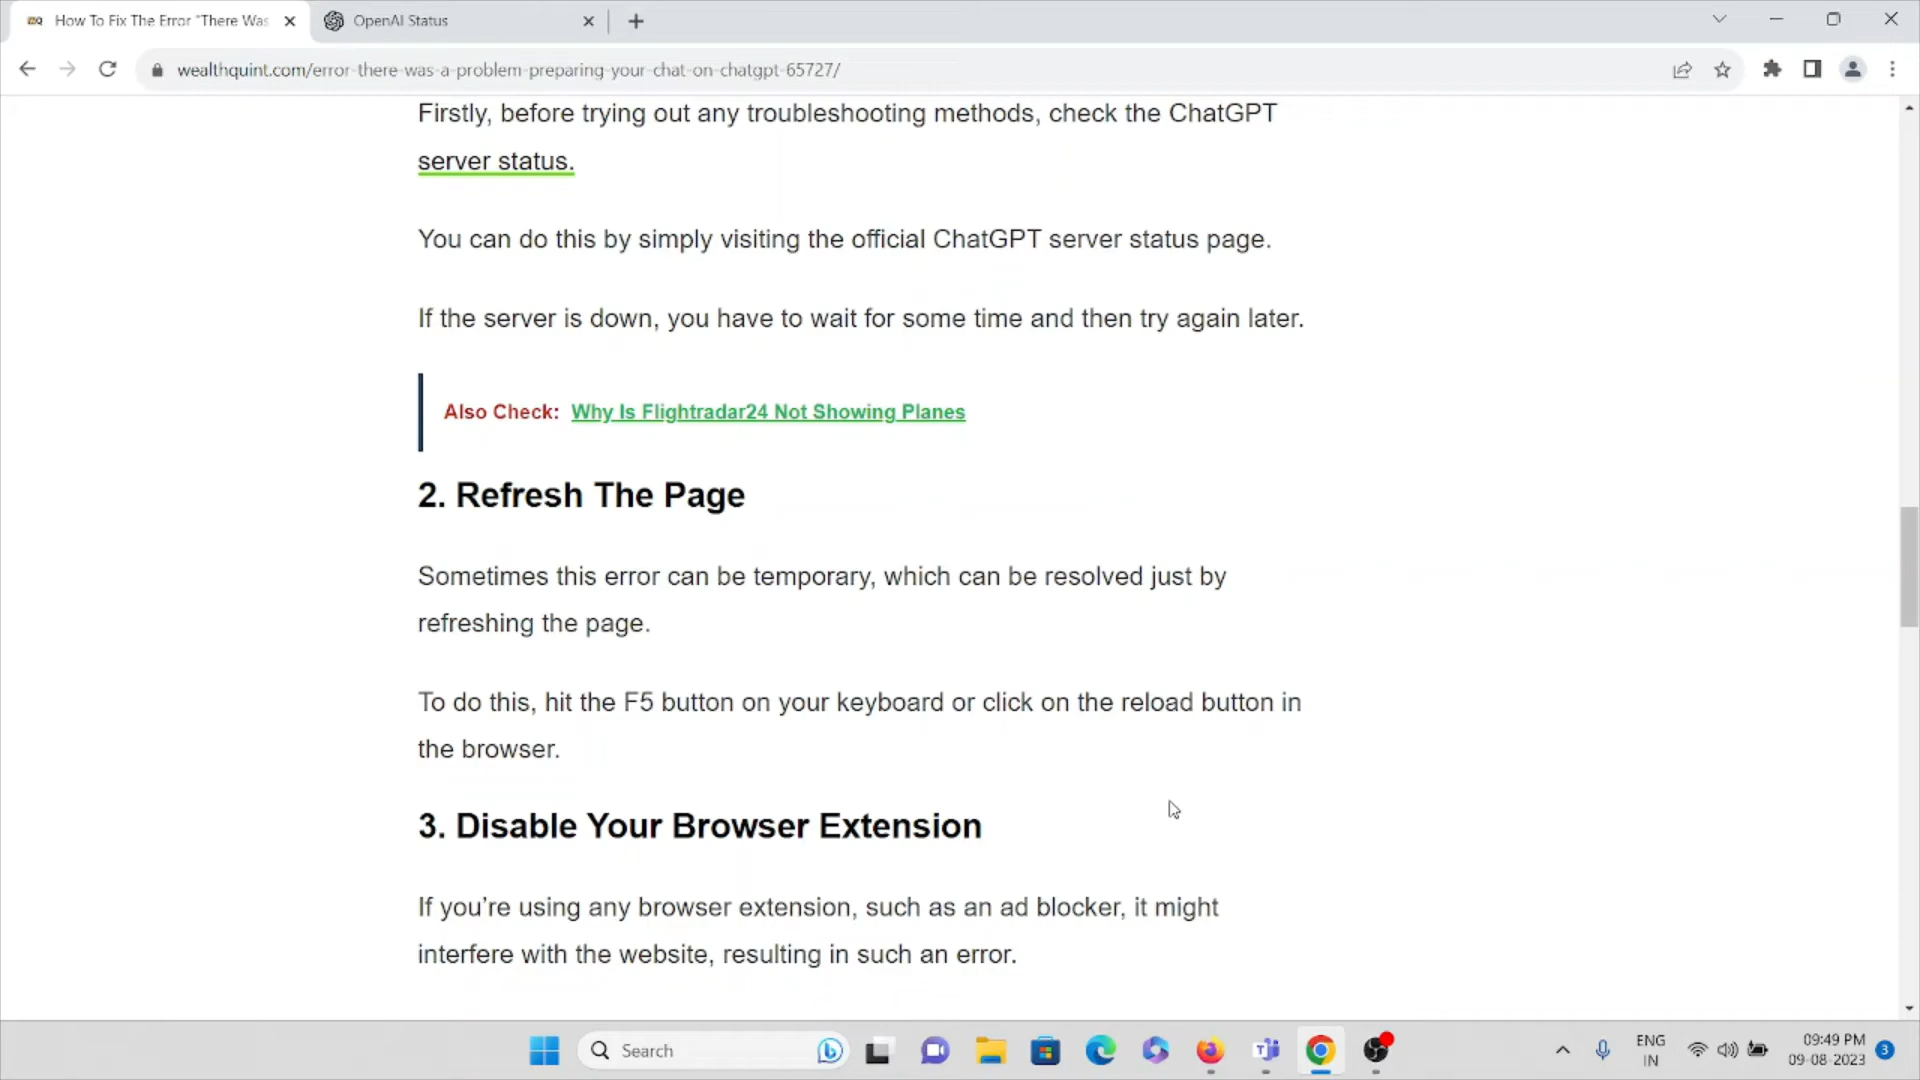 How To Fix The Error "There Was
OpenAI Status
wealthquint.com/error-there-was-a-problem-preparing-your-chat-on-chatgpt-65727/
Firstly, before trying out any troubleshooting methods, check the ChatGPT
server status.
You can do this by simply visiting the official ChatGPT server status page.
If the server is down, you have to wait for some time and then try again later.
Also Check: Why Is Flightradar24 Not Showing Planes
2. Refresh The Page
Sometimes this error can be temporary, which can be resolved just by
refreshing the page.
To do this, hit the F5 button on your keyboard or click on the reload button in
the browser.
3. Disable Your Browser Extension
If you’re using any browser extension, such as an ad blocker, it might
interfere with the website, resulting in such an error.
Search
ENG
IN
09:49 PM
09-08-2023
3